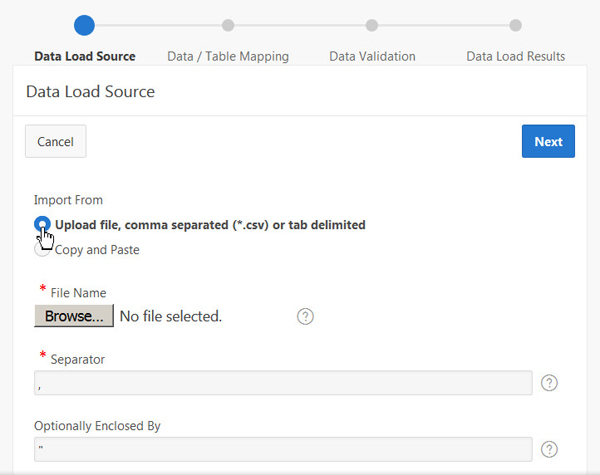 Data Load Source Data / Table Mapping Data Validation Data Load Results
Data Load Source
Cancel Next
Import From
Upload file, comma separated (*.csv) or tab delimited
Copy and Paste
* File Name
Browse... No file selected. ?
* Separator
, ?
Optionally Enclosed By
" ?